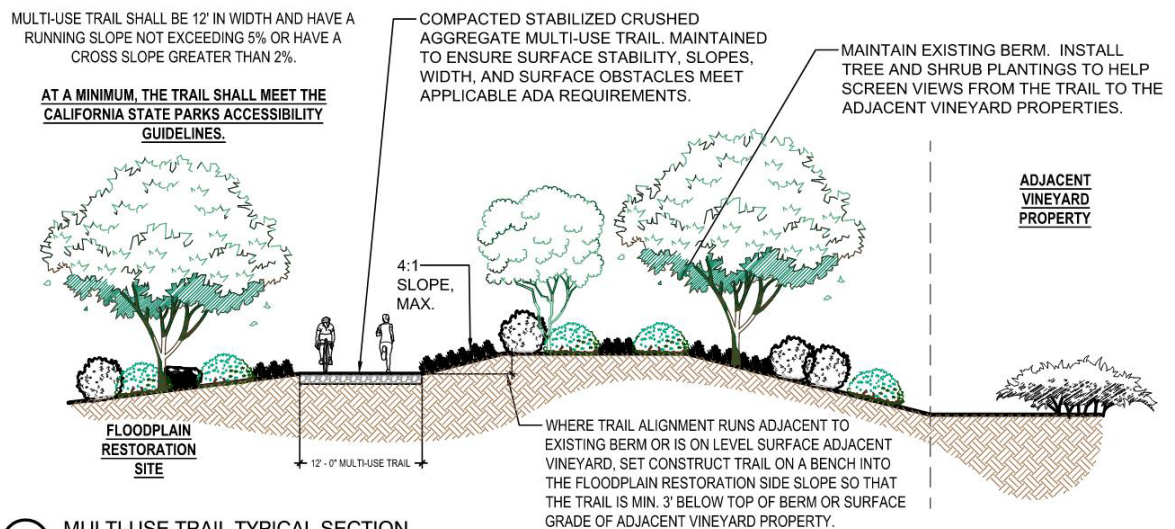 MULTI-USE TRAIL SHALL BE 12' IN WIDTH AND HAVE A
RUNNING SLOPE NOT EXCEEDING 5% OR HAVE A
CROSS SLOPE GREATER THAN 2%.
AT A MINIMUM, THE TRAIL SHALL MEET THE
CALIFORNIA STATE PARKS ACCESSIBILITY
GUIDELINES.
COMPACTED STABILIZED CRUSHED
AGGREGATE MULTI-USE TRAIL. MAINTAINED
TO ENSURE SURFACE STABILITY, SLOPES,
WIDTH, AND SURFACE OBSTACLES MEET
APPLICABLE ADA REQUIREMENTS.
MAINTAIN EXISTING BERM. INSTALL
TREE AND SHRUB PLANTINGS TO HELP
SCREEN VIEWS FROM THE TRAIL TO THE
ADJACENT VINEYARD PROPERTIES.
ADJACENT
VINEYARD
PROPERTY
4:1
SLOPE,
MAX.
FLOODPLAIN
RESTORATION
SITE
12' - 0" MULTI-USE TRAIL
WHERE TRAIL ALIGNMENT RUNS ADJACENT TO
EXISTING BERM OR IS ON LEVEL SURFACE ADJACENT
VINEYARD, SET CONSTRUCT TRAIL ON A BENCH INTO
THE FLOODPLAIN RESTORATION SIDE SLOPE SO THAT
THE TRAIL IS MIN. 3' BELOW TOP OF BERM OR SURFACE
GRADE OF ADJACENT VINEYARD PROPERTY.
MULTI-USE TRAIL TYPICAL SECTION